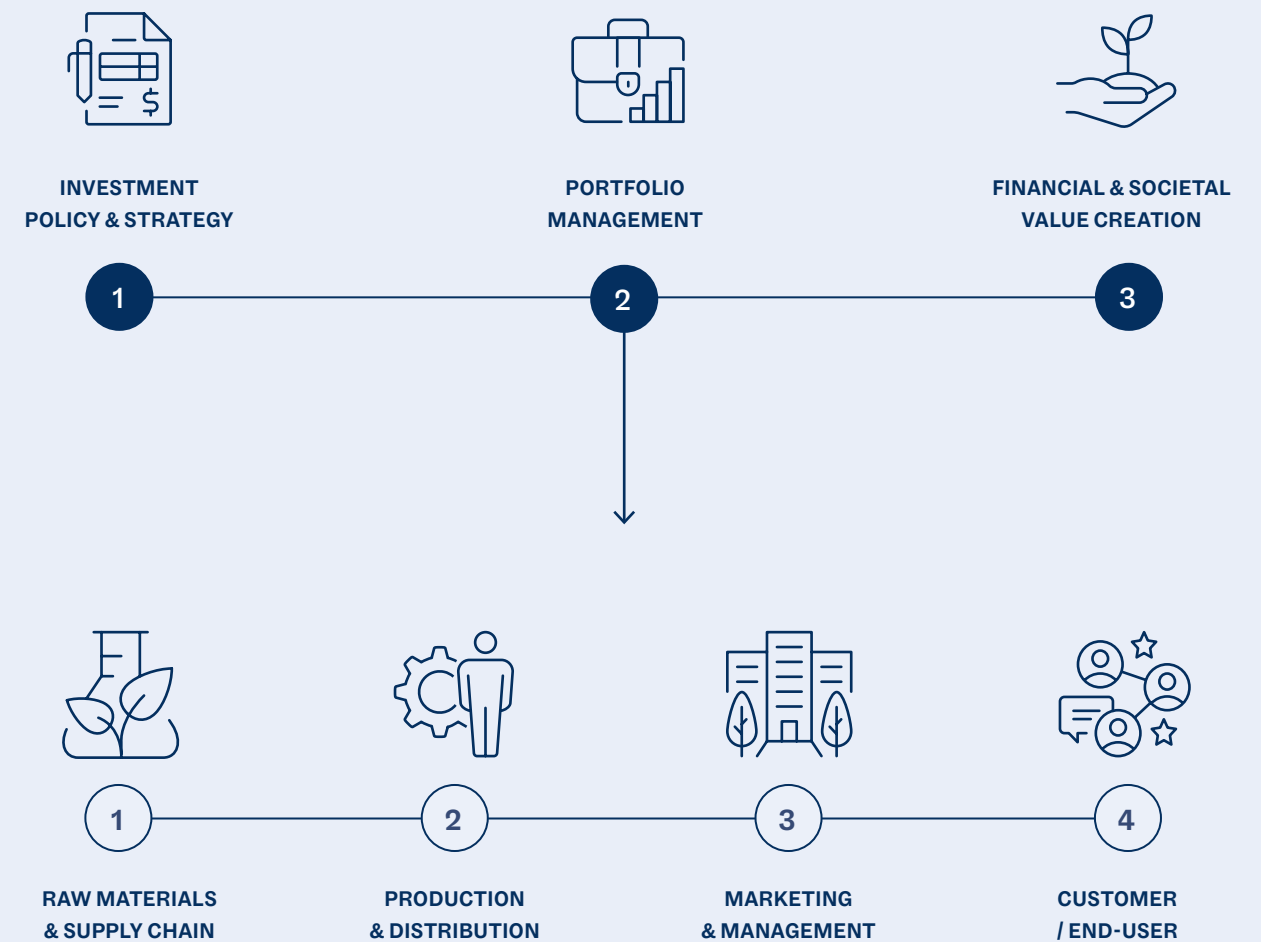 $
INVESTMENT
POLICY & STRATEGY
PORTFOLIO
MANAGEMENT
FINANCIAL & SOCIETAL
VALUE CREATION
1
2
3
1
2
3
4
RAW MATERIALS
& SUPPLY CHAIN
PRODUCTION
& DISTRIBUTION
MARKETING
& MANAGEMENT
CUSTOMER
/ END-USER